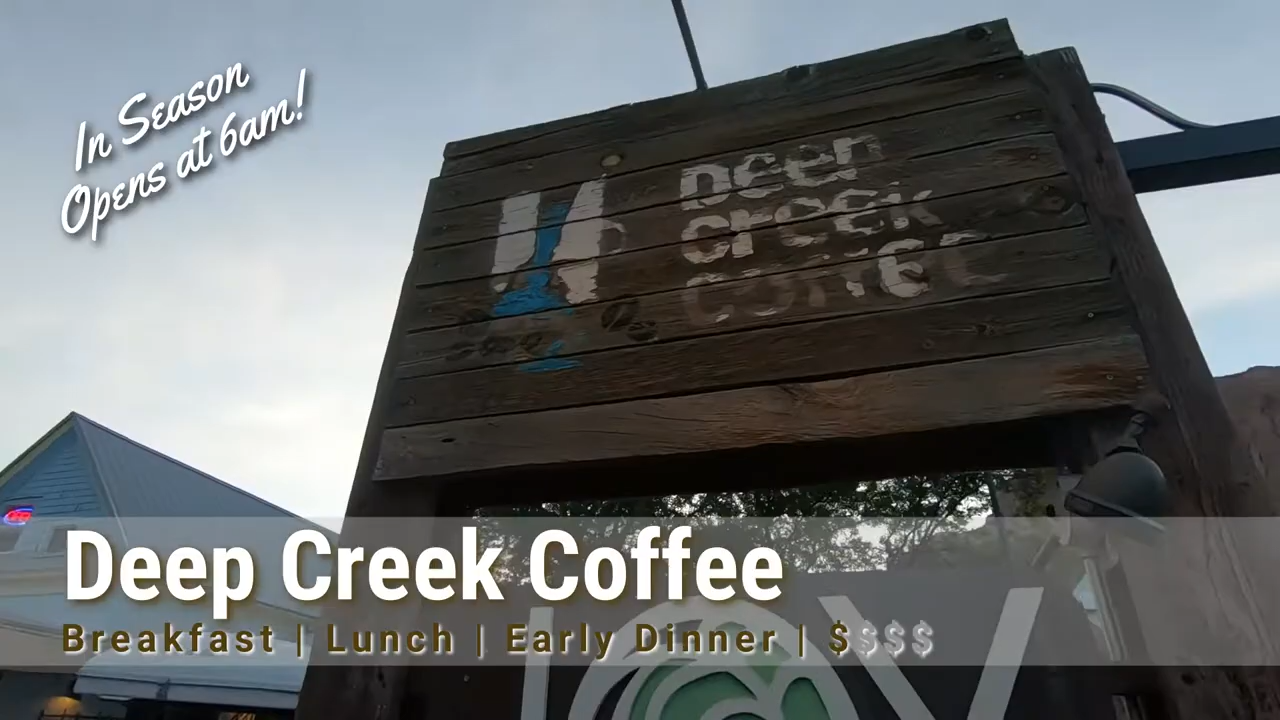 In Season
Opens at 6am!
Deep
Creek
Coffee
Deep Creek Coffee
Breakfast | Lunch | Early Dinner | $$$$